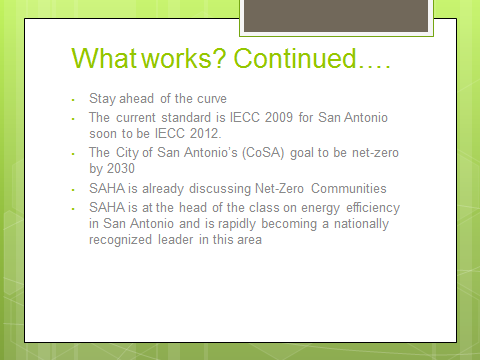 What works? Continued….
• Stay ahead of the curve
• The current standard is IECC 2009 for San Antonio
soon to be IECC 2012.
• The City of San Antonio's (CoSA) goal to be net-zero
by 2030
• SAHA is already discussing Net-Zero Communities
• SAHA is at the head of the class on energy efficiency
in San Antonio and is rapidly becoming a nationally
recognized leader in this area